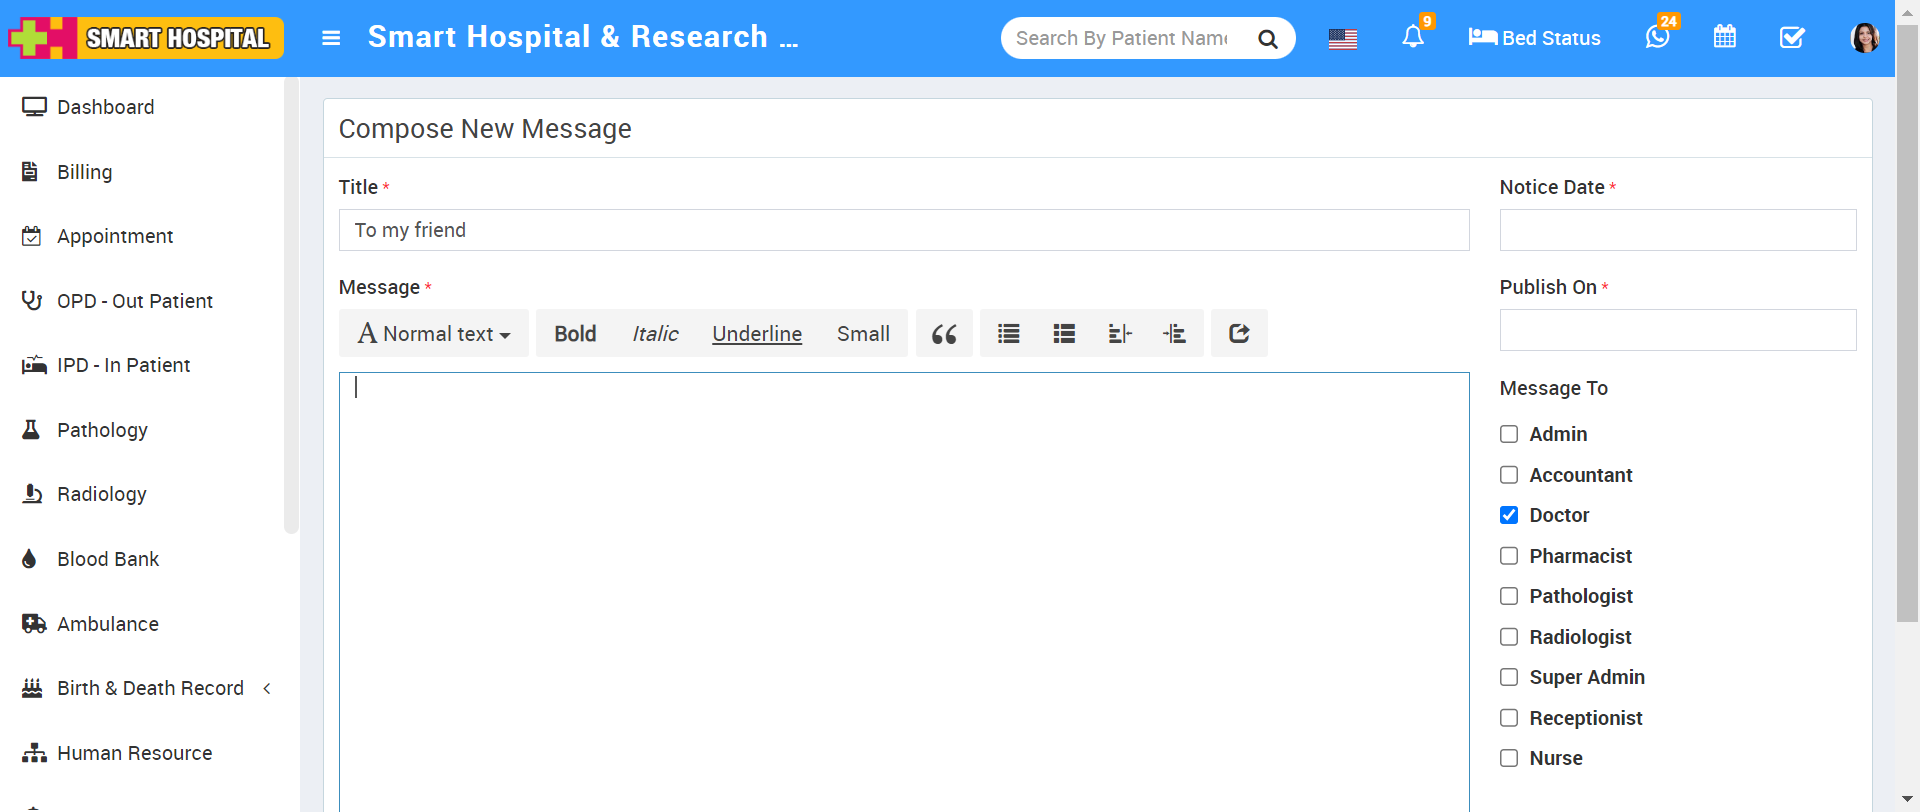 SMART HOSPITAL
Smart Hospital & Research ...
Search By Patient Name
9
Bed Status
24
Dashboard
Billing
Appointment
OPD - Out Patient
IPD - In Patient
Pathology
Radiology
Blood Bank
Ambulance
Birth & Death Record
Human Resource
Compose New Message
Title *
To my friend
Message *
A Normal text
Bold Italic Underline Small
Notice Date *
Publish On *
Message To
Admin
Accountant
Doctor
Pharmacist
Pathologist
Radiologist
Super Admin
Receptionist
Nurse